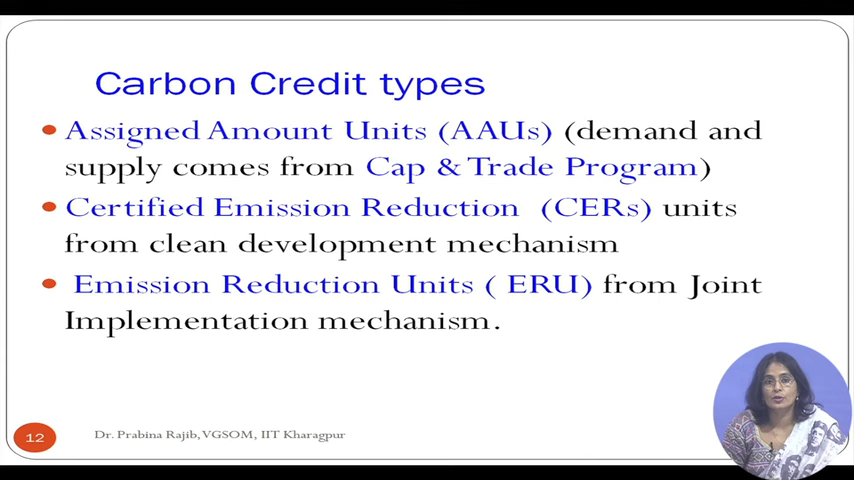 Carbon Credit types
Assigned Amount Units (AAUs) (demand and
supply comes from Cap & Trade Program)
Certified Emission Reduction (CERs) units
from clean development mechanism
Emission Reduction Units ( ERU) from Joint
Implementation mechanism.
12
Dr. Prabina Rajib, VGSOM, IIT Kharagpur